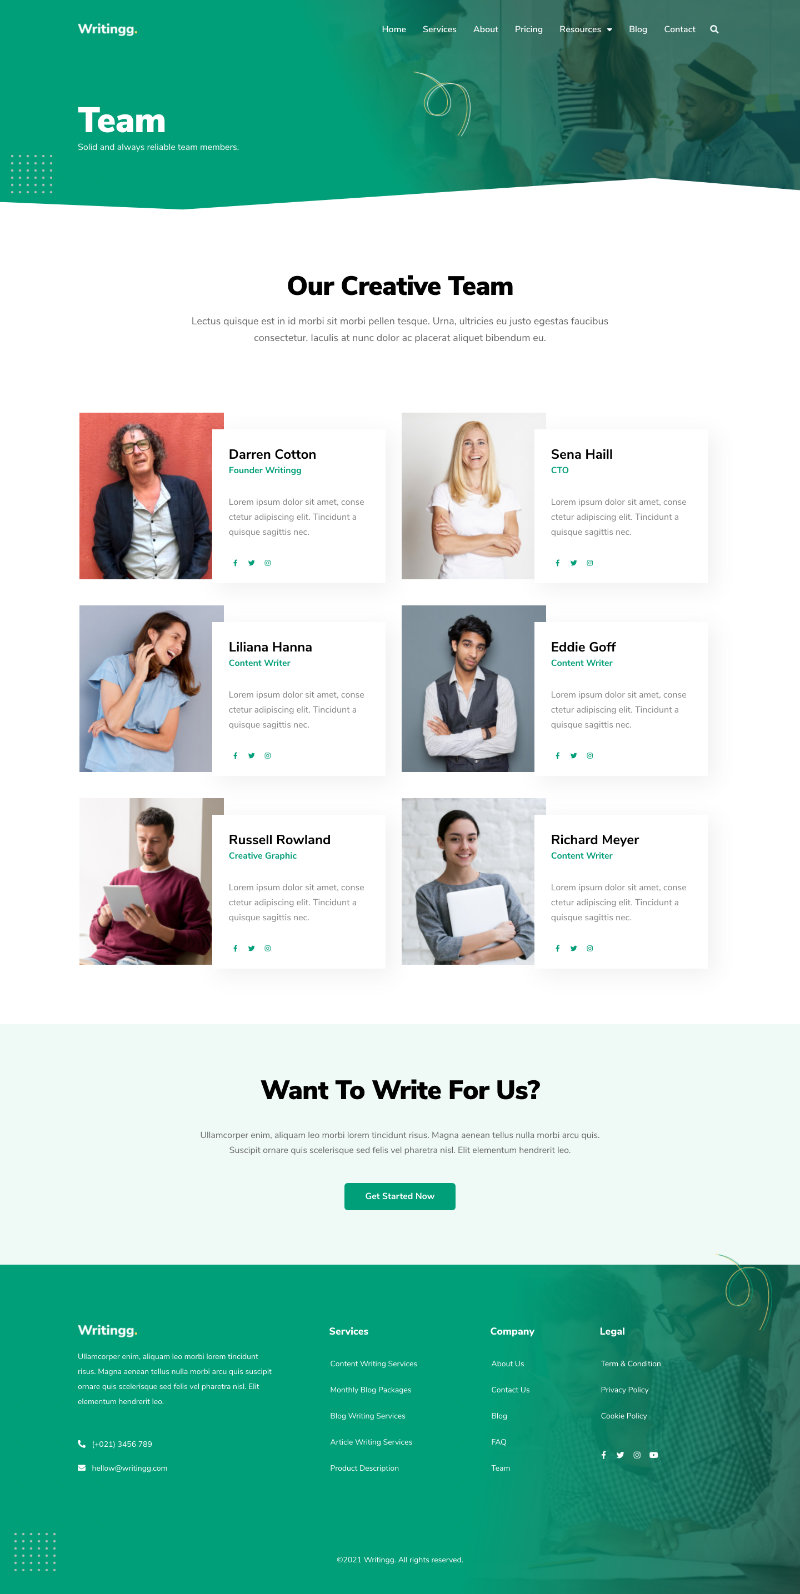 Writingg.
Home Services About Pricing Resources Blog Contact
Team
Solid and always reliable team members.
Our Creative Team
Lectus quisque est in id morbi sit morbi pellen tesque. Urna, ultricies eu justo egestas faucibus
consectetur. Iaculis at nunc dolor ac placerat aliquet bibendum eu.
Darren Cotton
Founder Writingg
Lorem ipsum dolor sit amet, conse
ctetur adipiscing elit. Tincidunt a
quisque sagittis nec.
Sena Haill
CTO
Lorem ipsum dolor sit amet, conse
ctetur adipiscing elit. Tincidunt a
quisque sagittis nec.
Liliana Hanna
Content Writer
Lorem ipsum dolor sit amet, conse
ctetur adipiscing elit. Tincidunt a
quisque sagittis nec.
Eddie Goff
Content Writer
Lorem ipsum dolor sit amet, conse
ctetur adipiscing elit. Tincidunt a
quisque sagittis nec.
Russell Rowland
Creative Graphic
Lorem ipsum dolor sit amet, conse
ctetur adipiscing elit. Tincidunt a
quisque sagittis nec.
Richard Meyer
Content Writer
Lorem ipsum dolor sit amet, conse
ctetur adipiscing elit. Tincidunt a
quisque sagittis nec.
Want To Write For Us?
Ullamcorper enim, aliquam leo morbi lorem tincidunt risus. Magna aenean tellus nulla morbi arcu quis.
Suscipit ornare quis scelerisque sed felis vel pharetra nisl. Elit elementum hendrerit leo.
Get Started Now
Writingg.
Ullamcorper enim, aliquam leo morbi lorem tincidunt
risus. Magna aenean tellus nulla morbi arcu quis suscipit
ornare quis scelerisque sed felis vel pharetra nisl. Elit
elementum hendrerit leo.
(+021) 3456 789
hellow@writingg.com
Services
Content Writing Services
Monthly Blog Packages
Blog Writing Services
Article Writing Services
Product Description
Company
About Us
Contact Us
Blog
FAQ
Team
Legal
Term & Condition
Privacy Policy
Cookie Policy
©2021 Writingg. All rights reserved.